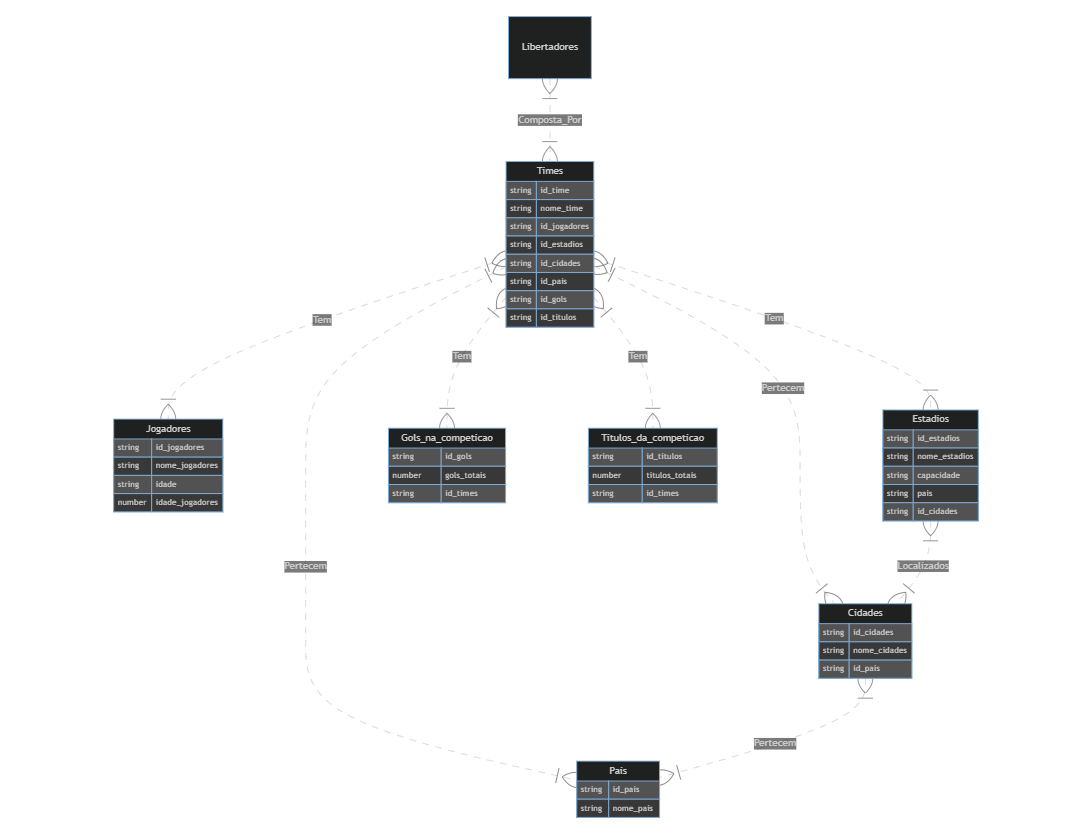 Libertadores
Composta_Por
Times
string id_time
string nome_time
string id_jogadores
string id_estadios
string id_cidades
string id_pais
string id_gols
string id_titulos
Tem
Tem
Tem
Tem
Pertecem
Jogadores
string id_jogadores
string nome_jogadores
string idade
number idade_jogadores
Gols_na_competicao
string id_gols
number gols_totais
string id_times
Titulos_da_competicao
string id_titulos
number titulos_totais
string id_times
Estadios
string id_estadios
string nome_estadios
string capacidade
string pais
string id_cidades
Pertecem
Localizados
Cidades
string id_cidades
string nome_cidades
string id_pais
Pertecem
Pais
string id_pais
string nome_pais